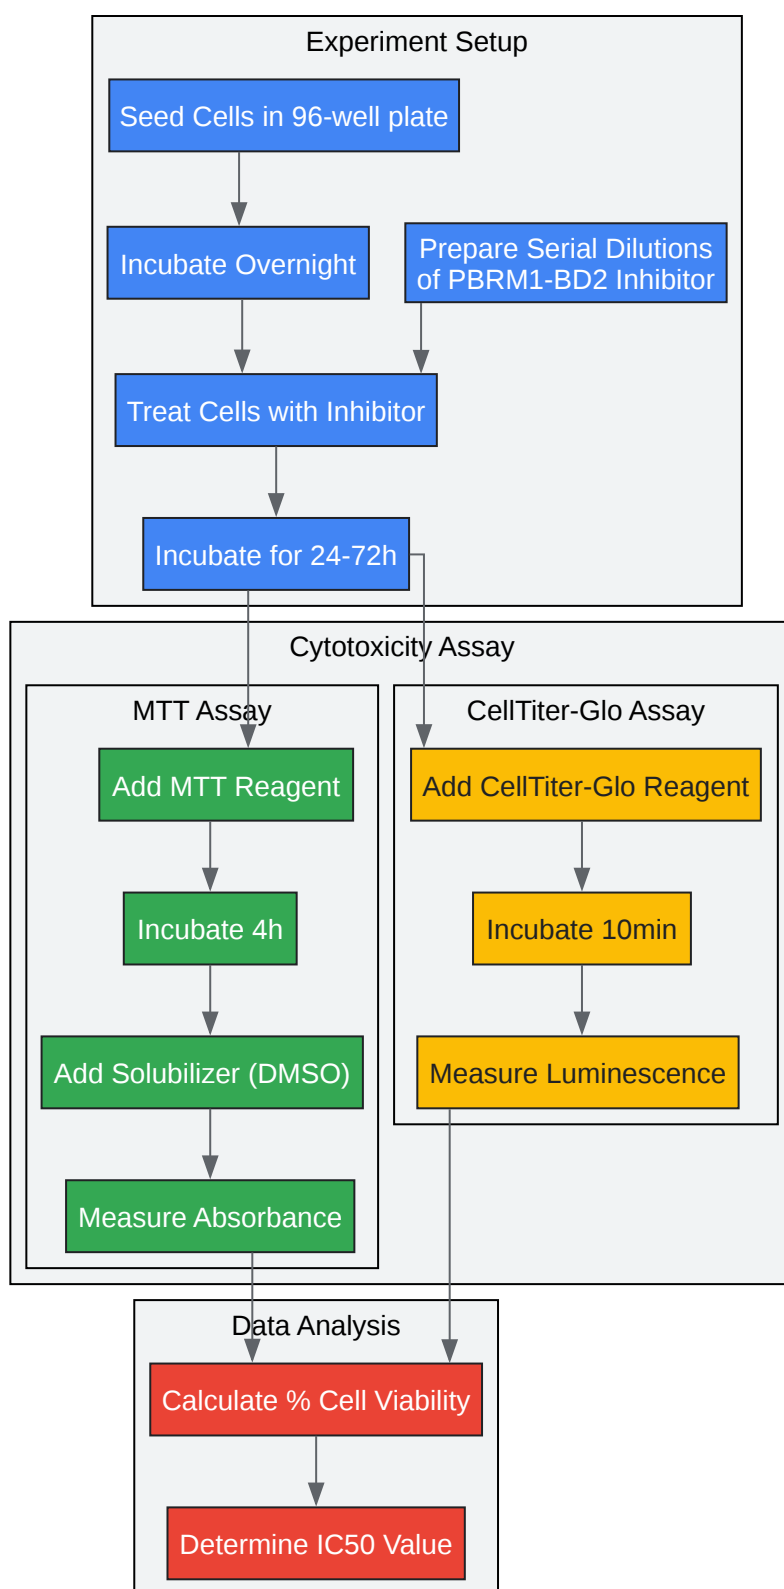 Experiment Setup
Seed Cells in 96-well plate
Incubate Overnight
Prepare Serial Dilutions
of PBRM1-BD2 Inhibitor
Treat Cells with Inhibitor
Incubate for 24-72h
Cytotoxicity Assay
MTT Assay
Add MTT Reagent
Incubate 4h
Add Solubilizer (DMSO)
Measure Absorbance
CellTiter-Glo Assay
Add CellTiter-Glo Reagent
Incubate 10min
Measure Luminescence
Data Analysis
Calculate % Cell Viability
Determine IC50 Value